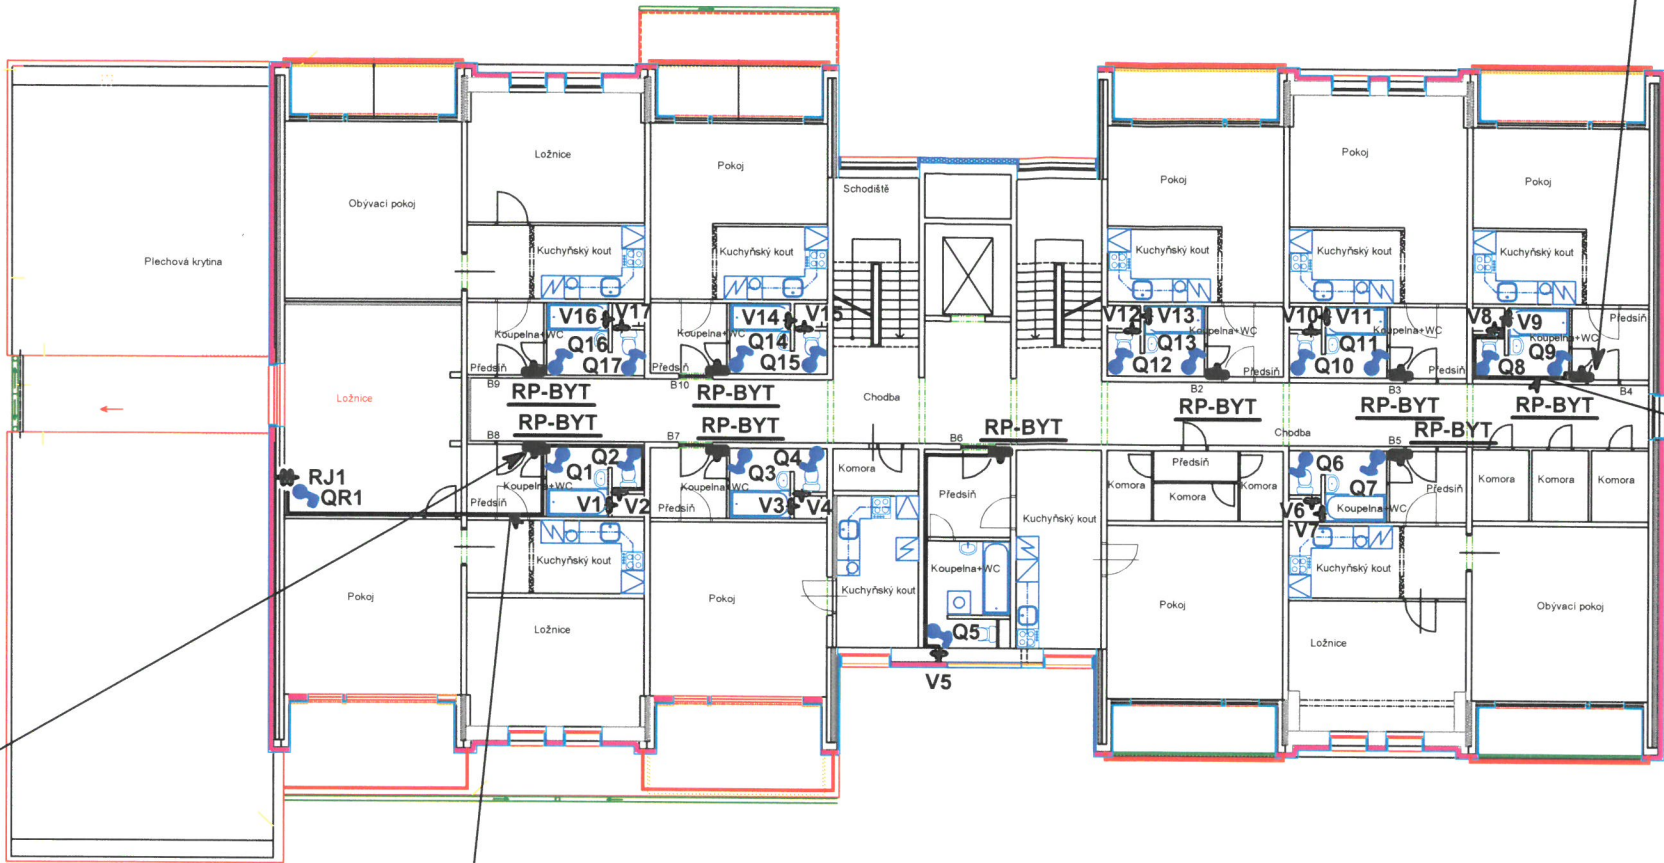 Ložnice
Pokoj
Pokoj
Pokoj
Pokoj
Schodiště
Obývací pokoj
Plechová krytina
Kuchyňský kout
Kuchyňský kout
Kuchyňský kout
Kuchyňský kout
Kuchyňský kout
V16
V17
V14
V15
V12
V13
V10
V11
V8
V9
Předsíň
Koupelna+WC
Koupelna+WC
Koupelna+WC
Koupelna+WC
Koupelna+WC
Q16
Q17
Q14
Q15
Q12
Q13
Q10
Q11
Q8
Q9
Předsíň
Předsíň
Předsíň
Předsíň
B9
B10
B2
B3
B4
Ložnice
RP-BYT
RP-BYT
Chodba
RP-BYT
RP-BYT
RP-BYT
RP-BYT
RP-BYT
RP-BYT
RP-BYT
Chodba
B8
B7
B6
B5
RJ1
QR1
Q1
Q2
Q3
Q4
Komora
Předsíň
Q6
Q7
Koupelna+WC
Koupelna+WC
Předsíň
Komora
Komora
Komora
Komora
Komora
Komora
Předsíň
Předsíň
Předsíň
V1
V2
V3
V4
V6
V7
Koupelna+WC
Kuchyňský kout
Kuchyňský kout
Kuchyňský kout
Kuchyňský kout
Koupelna+WC
Pokoj
Pokoj
Pokoj
Obývací pokoj
Ložnice
Ložnice
Q5
V5